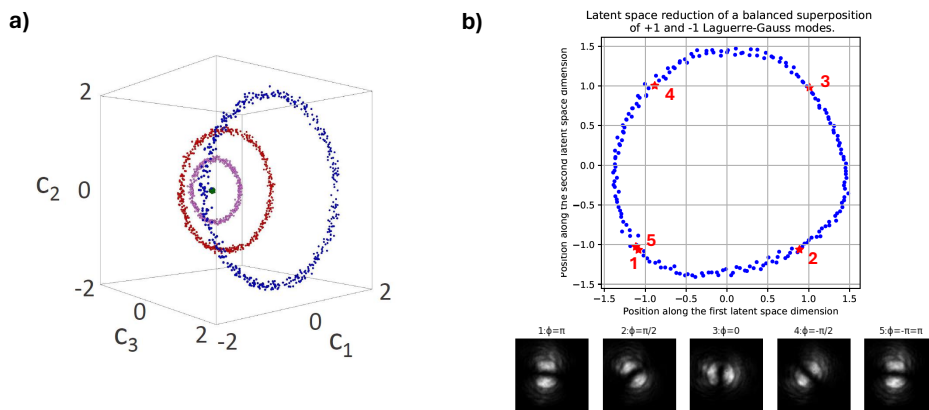 a)
2
C2
0
-2
0
C3
2
-2
0
C1
2
b)
Latent space reduction of a balanced superposition
of +1 and -1 Laguerre-Gauss modes.
Position along the second latent space dimension
1.5
1.0
0.5
0.0
−0.5
−1.0
−1.5
3
4
5
1
2
−1.5 −1.0 −0.5 0.0 0.5 1.0 1.5
Position along the first latent space dimension
1:ϕ=π 2:ϕ=π/2 3:ϕ=0 4:ϕ=-π/2 5:ϕ=-π=π